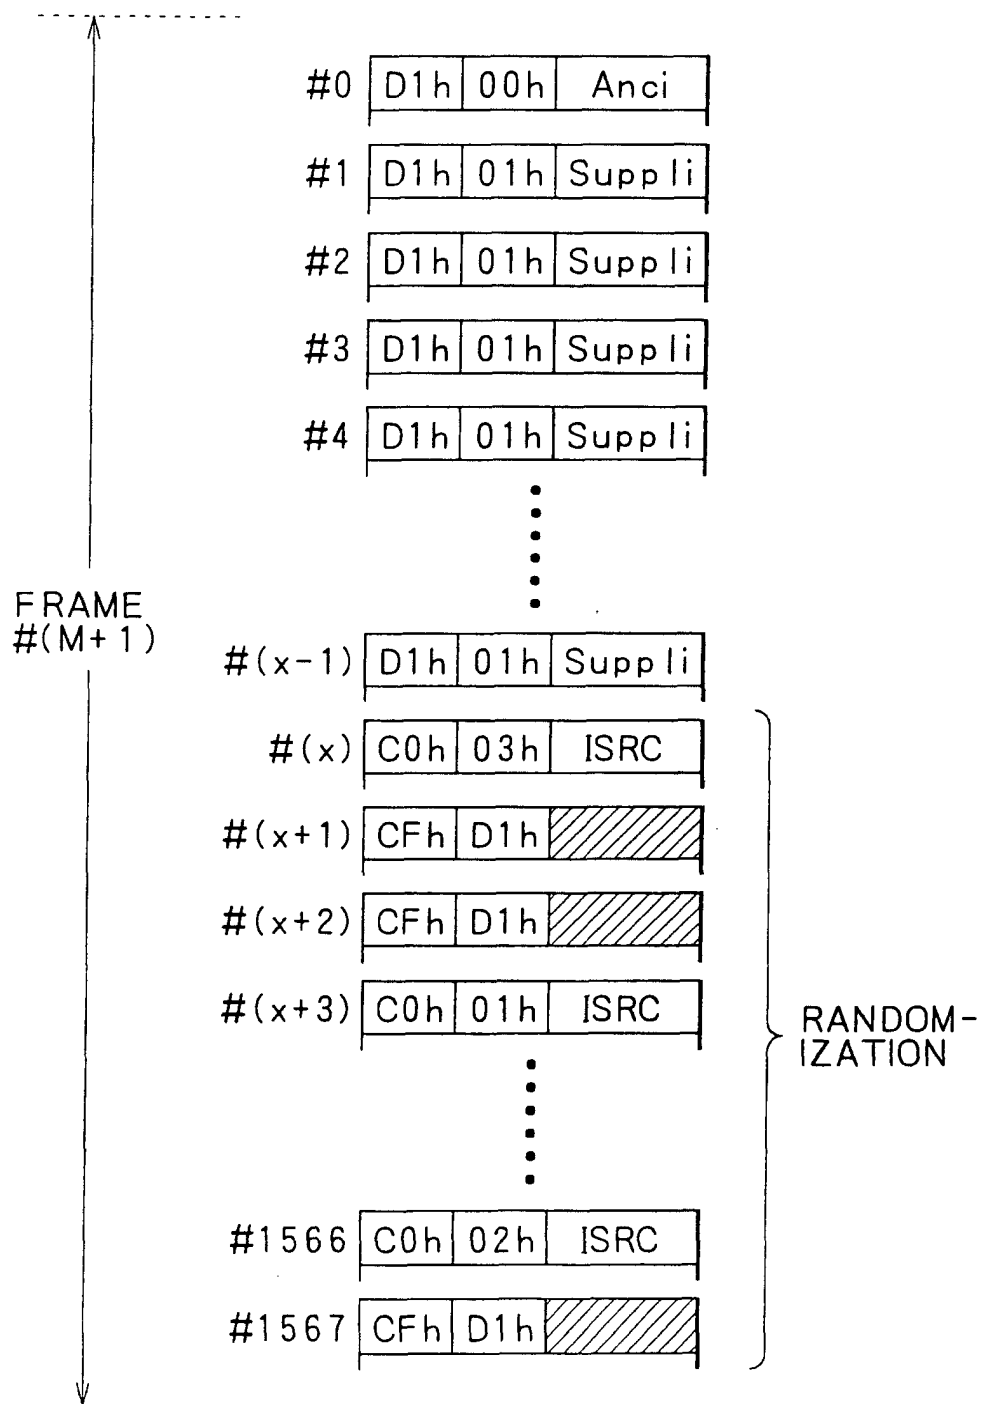 #0 D1h 00h Anci
#1 D1h 01h Suppli
#2 D1h 01h Suppli
#3 D1h 01h Suppli
#4 D1h 01h Suppli
FRAME
#(M+1)
#(x-1) D1h 01h Suppli
#(x) C0h 03h ISRC
#(x+1) CFh D1h
#(x+2) CFh D1h
#(x+3) C0h 01h ISRC
RANDOM-
IZATION
#1566 C0h 02h ISRC
#1567 CFh D1h